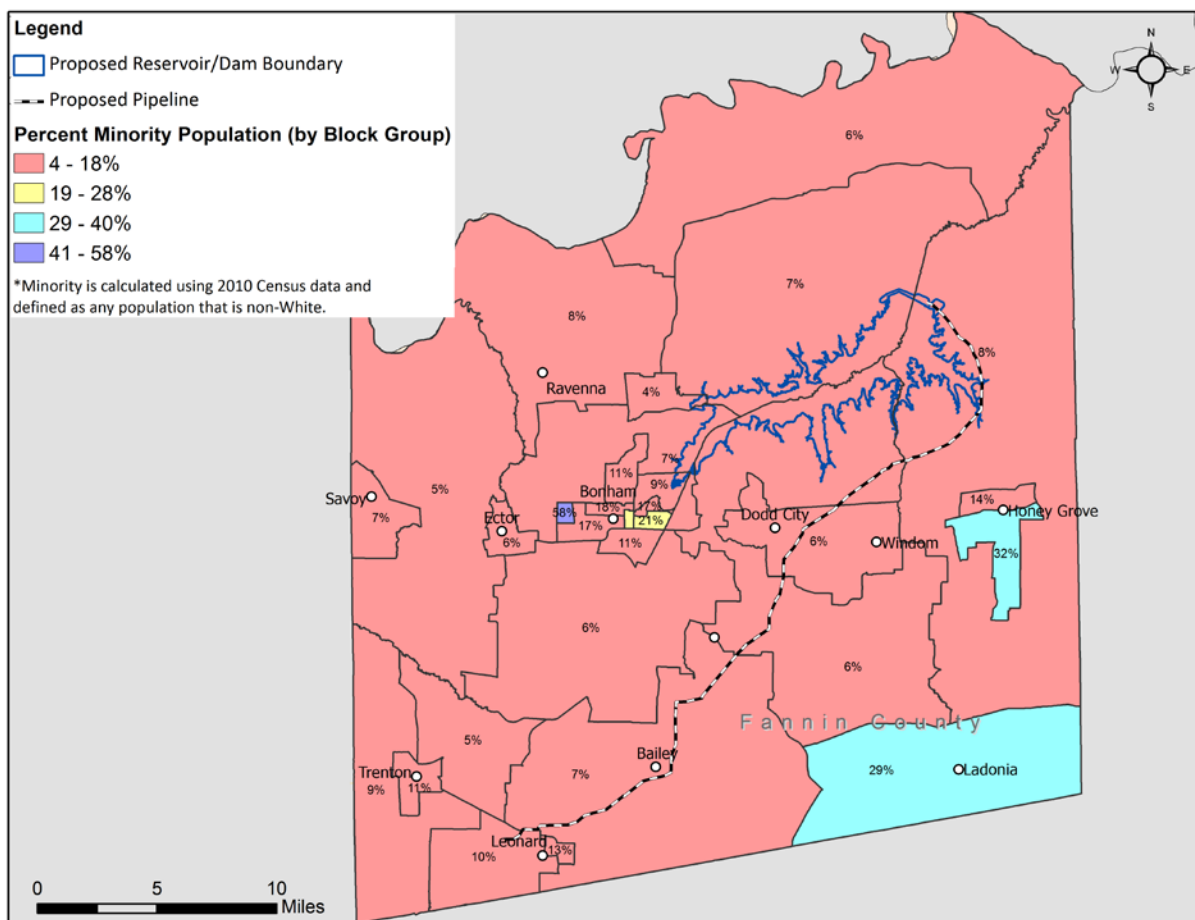 Legend
Proposed Reservoir/Dam Boundary
Proposed Pipeline
Percent Minority Population (by Block Group)
4 - 18%
19 - 28%
29 - 40%
41 - 58%
*Minority is calculated using 2010 Census data and
defined as any population that is non-White.
N
W E
S
6%
7%
8%
8%
Ravenna
4%
7%
11%
9%
5%
Savoy
7%
Bonham
14%
Honey Grove
58%
18%
17%
Ector
6%
17%
21%
Dodd City
11%
6%
Windom
32%
6%
6%
Fannin County
5%
Bailey
7%
29%
Ladonia
Trenton
9%
11%
Leonard
10%
13%
0 5 10
Miles